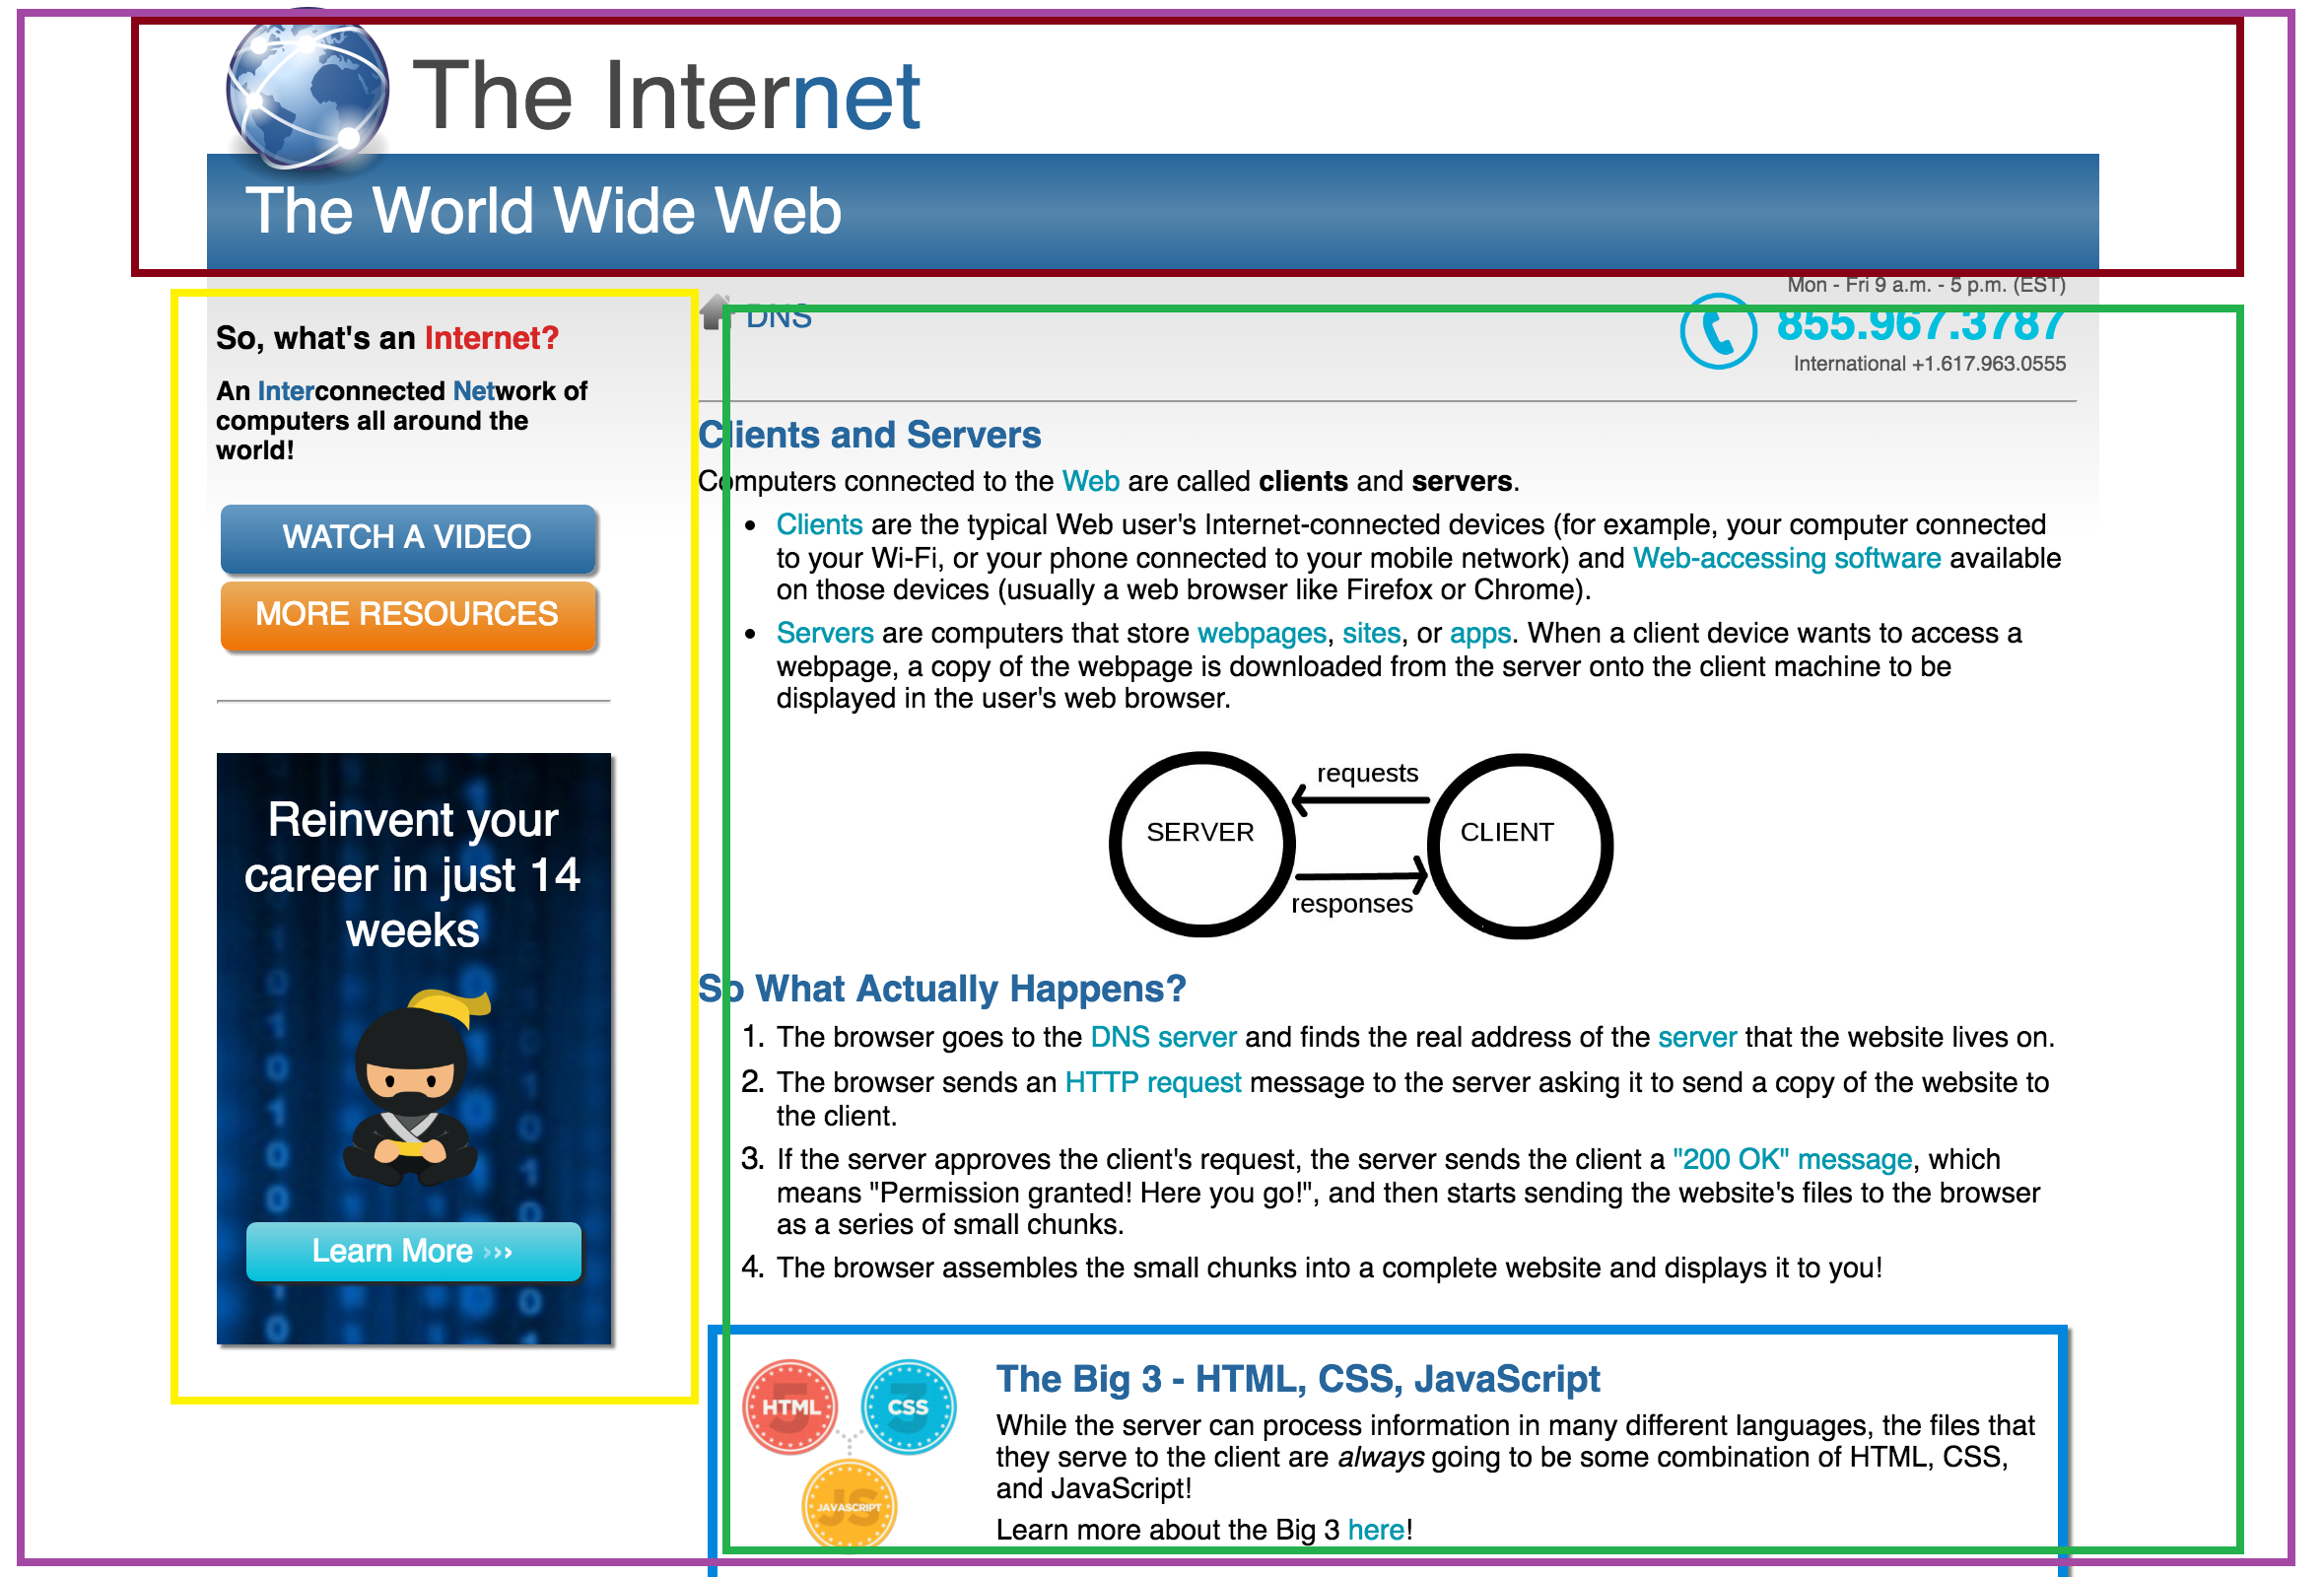 The Internet
The World Wide Web
So, what's an Internet?
An Interconnected Network of
computers all around the
world!
WATCH A VIDEO
MORE RESOURCES
Reinvent your
career in just 14
weeks
Learn More ›››
DNS
Mon - Fri 9 a.m. - 5 p.m. (EST)
855.967.3787
International +1.617.963.0555
Clients and Servers
Computers connected to the Web are called clients and servers.
• Clients are the typical Web user's Internet-connected devices (for example, your computer connected
to your Wi-Fi, or your phone connected to your mobile network) and Web-accessing software available
on those devices (usually a web browser like Firefox or Chrome).
• Servers are computers that store webpages, sites, or apps. When a client device wants to access a
webpage, a copy of the webpage is downloaded from the server onto the client machine to be
displayed in the user's web browser.
requests
SERVER
CLIENT
responses
So What Actually Happens?
1. The browser goes to the DNS server and finds the real address of the server that the website lives on.
2. The browser sends an HTTP request message to the server asking it to send a copy of the website to
the client.
3. If the server approves the client's request, the server sends the client a "200 OK" message, which
means "Permission granted! Here you go!", and then starts sending the website's files to the browser
as a series of small chunks.
4. The browser assembles the small chunks into a complete website and displays it to you!
HTML
5
CSS
3
JAVASCRIPT
JS
The Big 3 - HTML, CSS, JavaScript
While the server can process information in many different languages, the files that
they serve to the client are always going to be some combination of HTML, CSS,
and JavaScript!
Learn more about the Big 3 here!